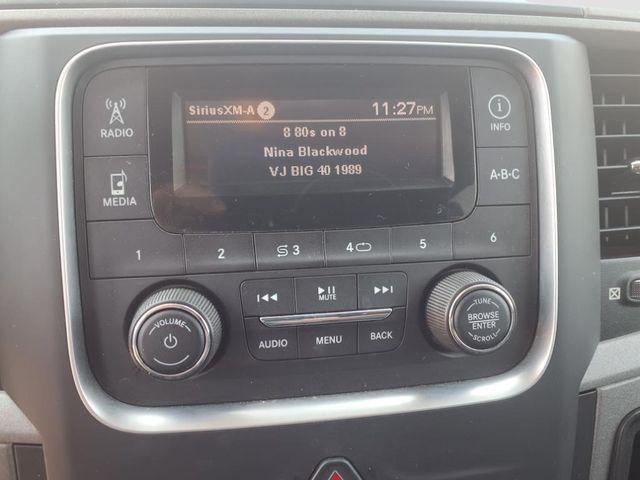 SiriusXM-A 2 11:27PM
8 80s on 8
Nina Blackwood
VJ BIG 40 1989
RADIO
INFO
MEDIA
A•B•C
1 2 3 4 5 6
VOLUME
MUTE
AUDIO MENU BACK
TUNE
BROWSE
ENTER
SCROLL